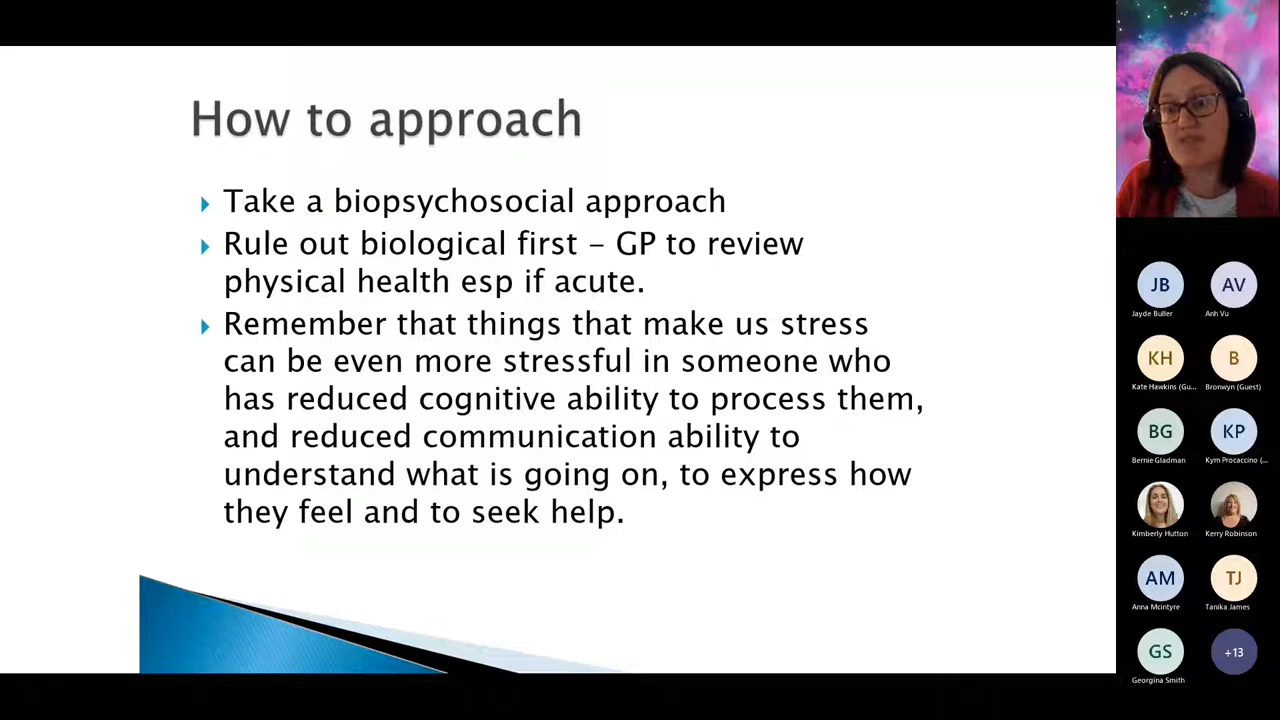 How to approach
Take a biopsychosocial approach
Rule out biological first – GP to review
physical health esp if acute.
Remember that things that make us stress
can be even more stressful in someone who
has reduced cognitive ability to process them,
and reduced communication ability to
understand what is going on, to express how
they feel and to seek help.
JB
AV
Jayde Buller
Anh Vu
KH
B
Kate Hawkins (Gu...
Bronwyn (Guest)
BG
KP
Bernie Gladman
Kym Procaccino (...
Kimberly Hutton
Kerry Robinson
AM
TJ
Anna Mcintyre
Tanika James
GS
+13
Georgina Smith